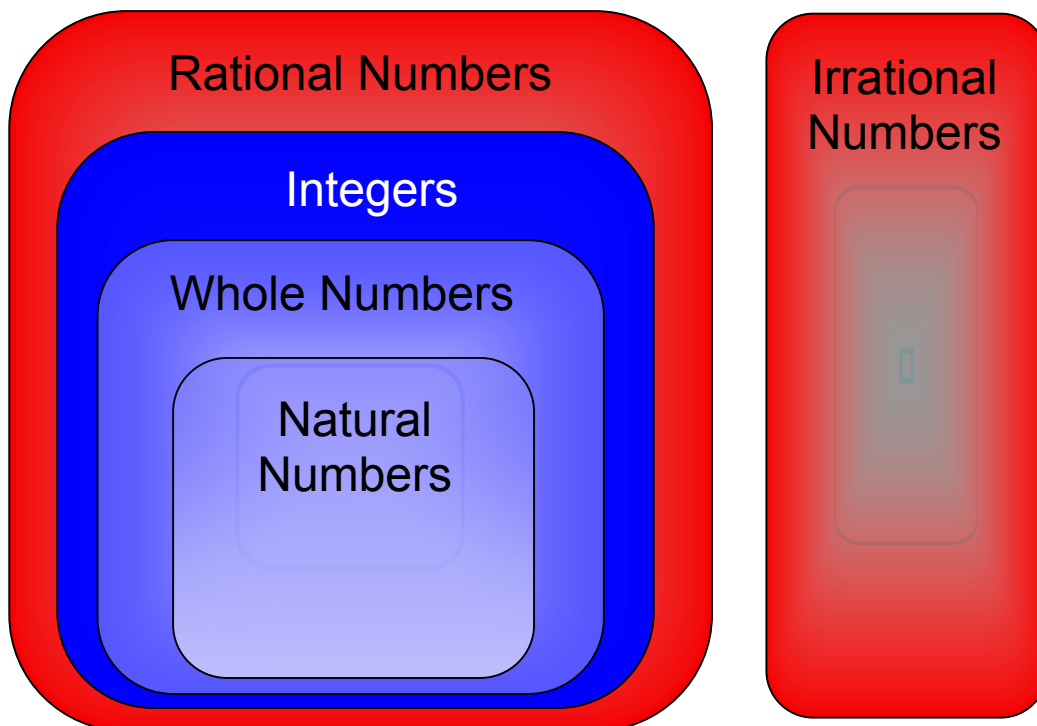 Rational Numbers
Irrational
Numbers
Integers
Whole Numbers
Natural
Numbers